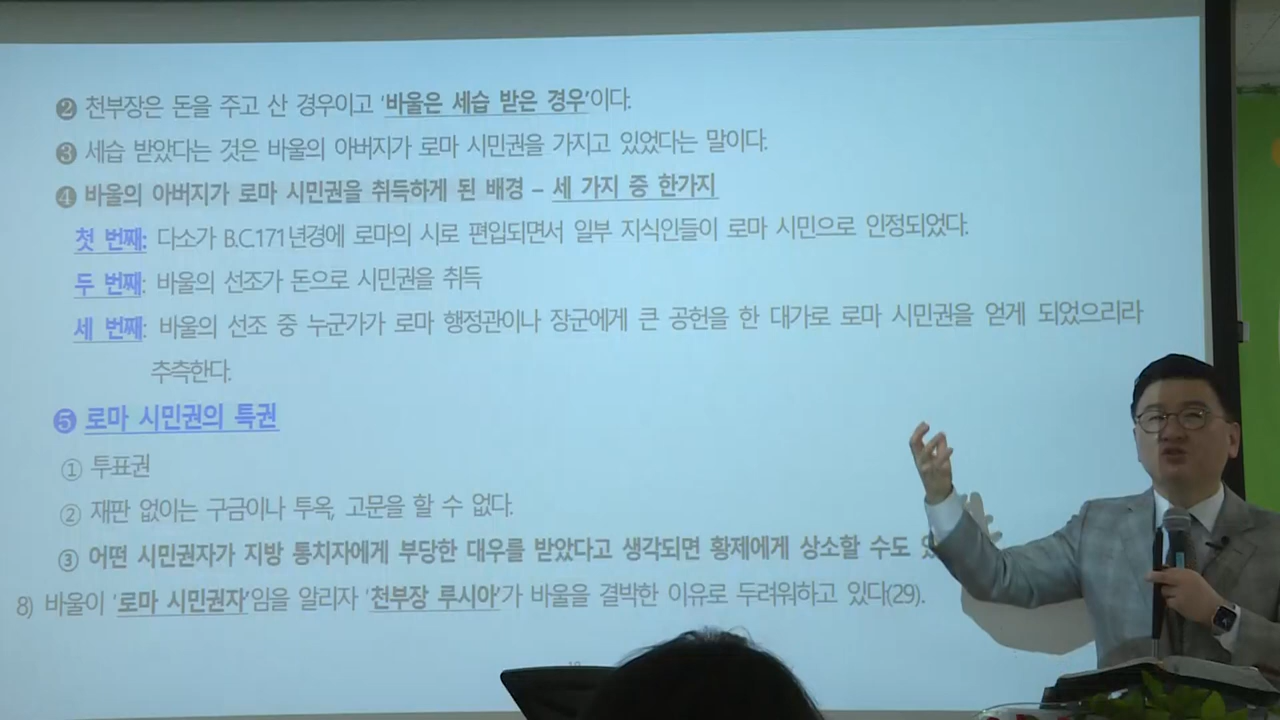 ❷ 천부장은 돈을 주고 산 경우이고 '바울은 세습 받은 경우'이다.
❸ 세습 받았다는 것은 바울의 아버지가 로마 시민권을 가지고 있었다는 말이다.
❹ 바울의 아버지가 로마 시민권을 취득하게 된 배경 – 세 가지 중 한가지
첫 번째: 다소가 B.C171년경에 로마의 시로 편입되면서 일부 지식인들이 로마 시민으로 인정되었다.
두 번째: 바울의 선조가 돈으로 시민권을 취득
세 번째: 바울의 선조 중 누군가가 로마 행정관이나 장군에게 큰 공헌을 한 대가로 로마 시민권을 얻게 되었으리라
추측한다.
❺ 로마 시민권의 특권
① 투표권
② 재판 없이는 구금이나 투옥, 고문을 할 수 없다.
③ 어떤 시민권자가 지방 통치자에게 부당한 대우를 받았다고 생각되면 황제에게 상소할 수도
8) 바울이 '로마 시민권자'임을 알리자 '천부장 루시아'가 바울을 결박한 이유로 두려워하고 있다(29).